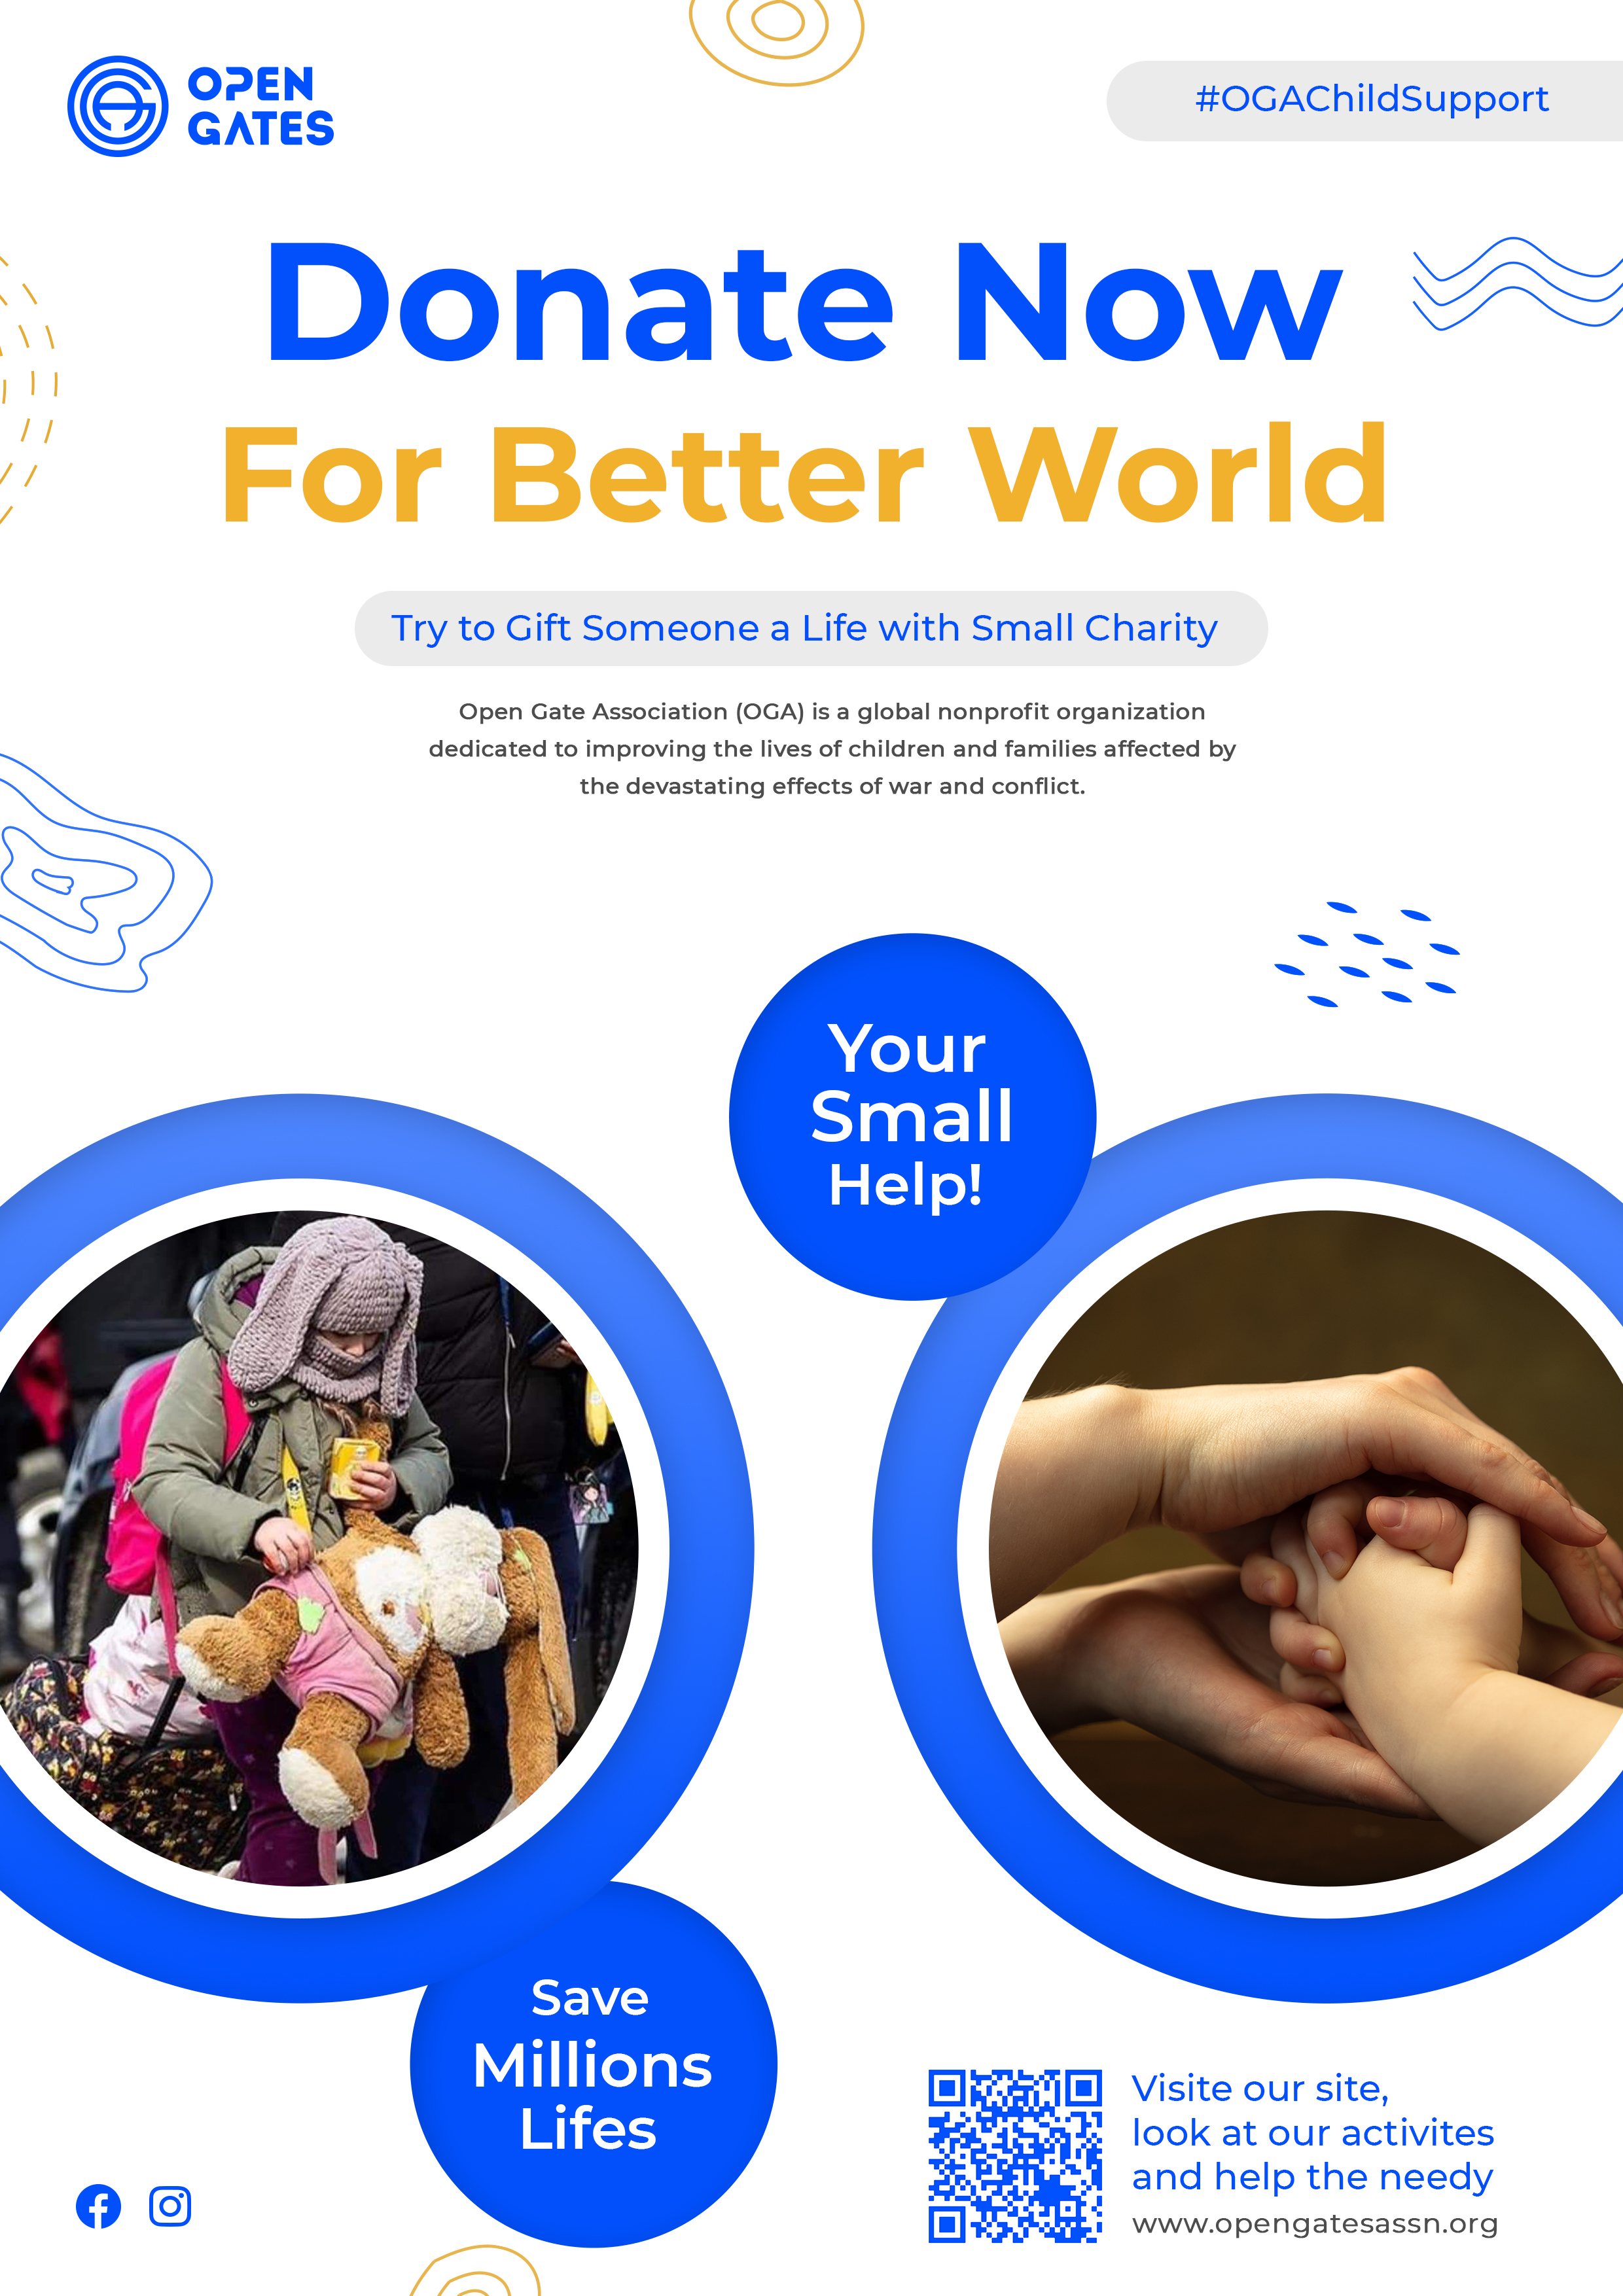 OPEN
GATES
#OGAChildSupport
Donate Now
For Better World
Try to Gift Someone a Life with Small Charity
Open Gate Association (OGA) is a global nonprofit organization
dedicated to improving the lives of children and families affected by
the devastating effects of war and conflict.
Your
Small
Help!
Save
Millions
Lifes
Visite our site,
look at our activites
and help the needy
www.opengatesassn.org